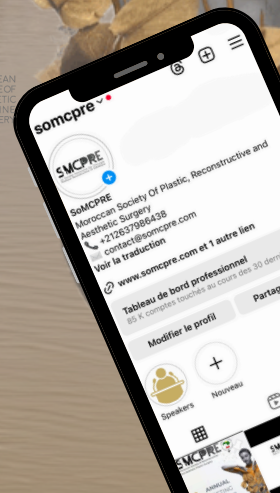 somcpre
SoMCPRE
SoMCPRE
Moroccan Society Of Plastic, Reconstructive and
Aesthetic Surgery
+212637986438
contact@somcpre.com
Voir la traduction
www.somcpre.com et 1 autre lien
Tableau de bord professionnel
85 K comptes touchés au cours des 30 dern
Modifier le profil
Partag
Speakers
Nouveau
SoMCPRE
ANNUAL